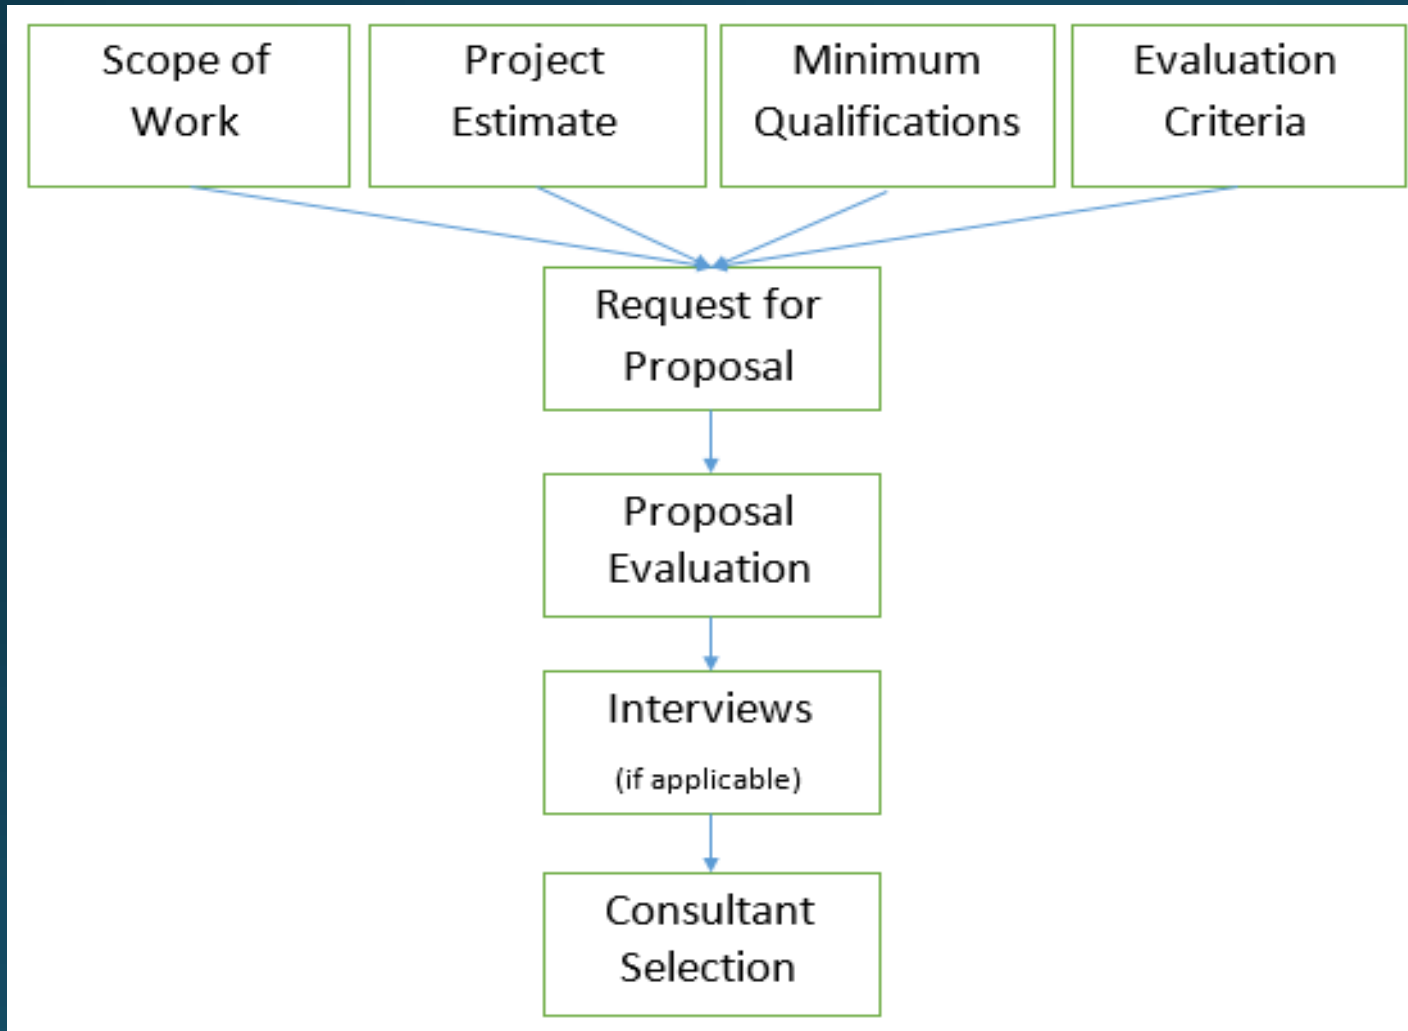 Scope of
Work
Project
Estimate
Minimum
Qualifications
Evaluation
Criteria
Request for
Proposal
Proposal
Evaluation
Interviews
(if applicable)
Consultant
Selection